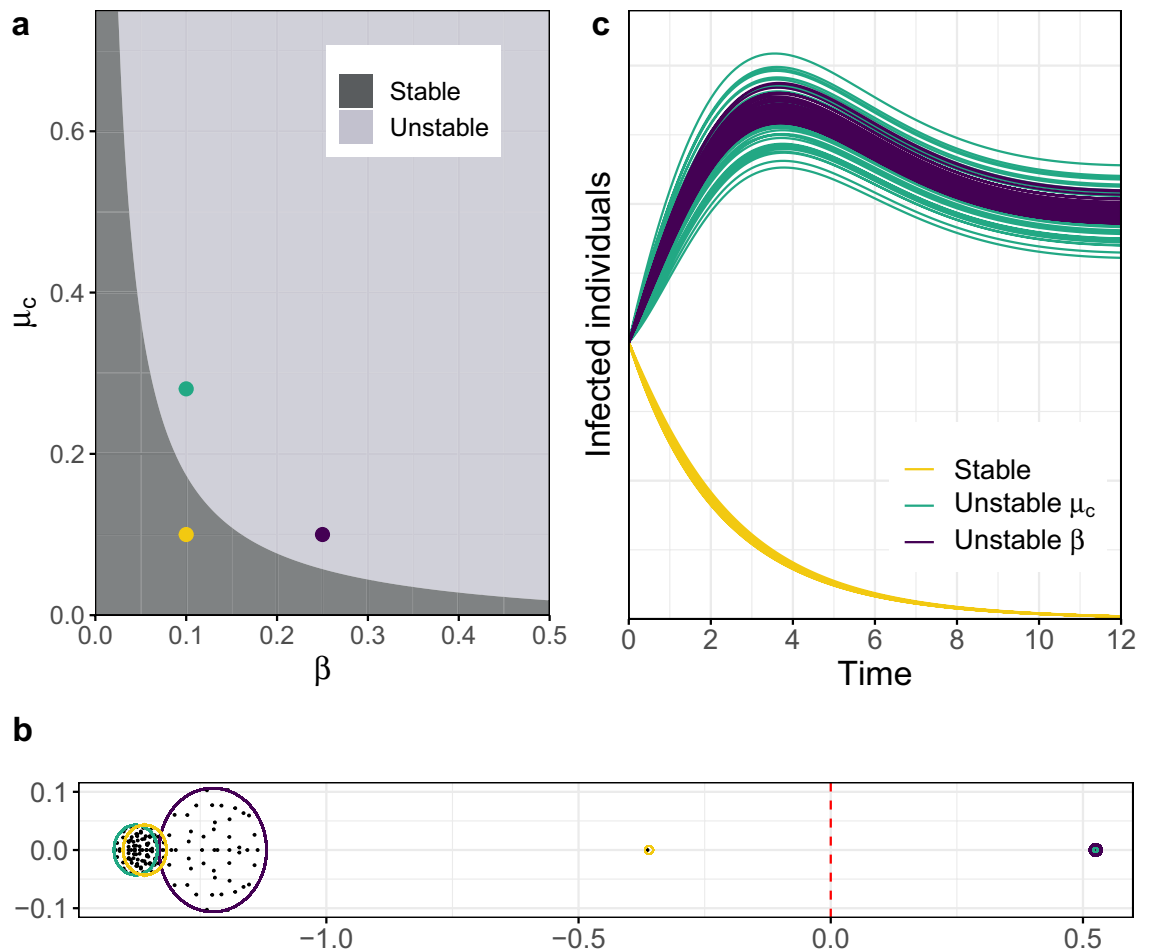 a
Stable
Unstable
0.6
0.4
0.2
0.0
μc
0.0 0.1 0.2 0.3 0.4 0.5
β
c
Infected individuals
Stable
Unstable μc
Unstable β
0 2 4 6 8 10 12
Time
b
0.1
0.0
−0.1
−1.0 −0.5 0.0 0.5